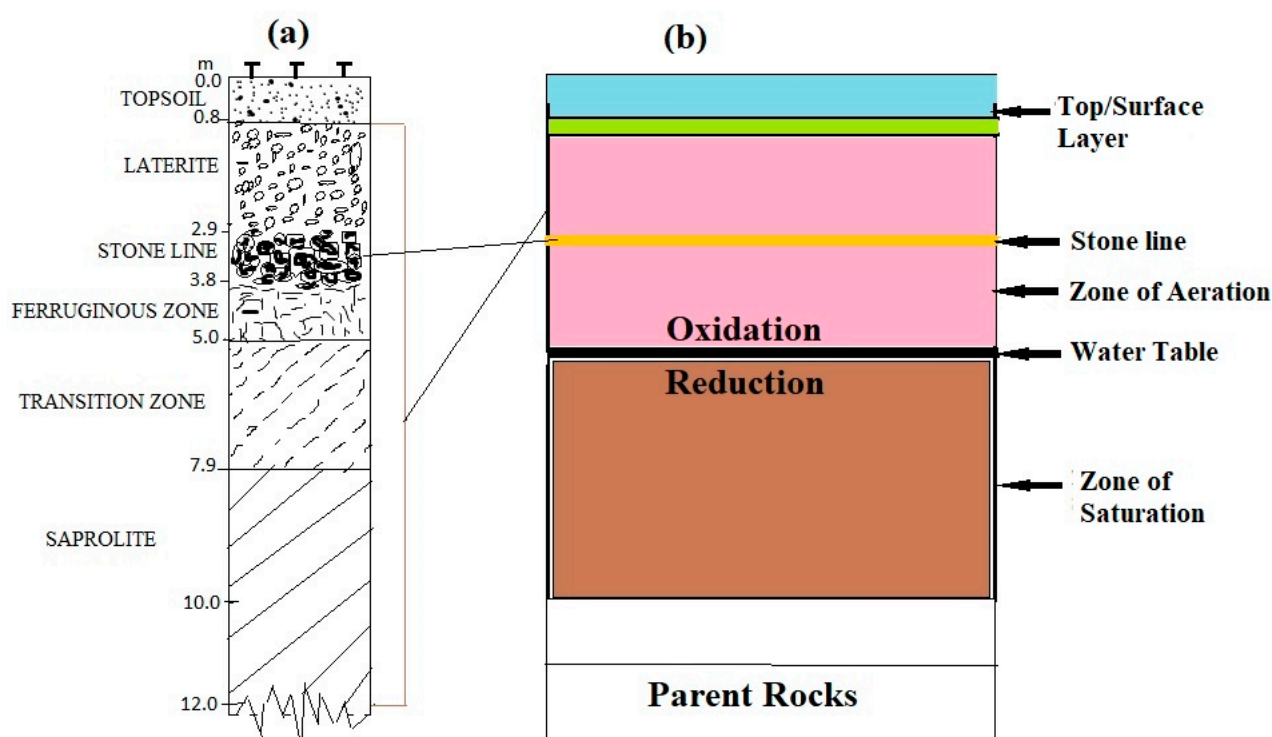 (a)
m
0.0
TOPSOIL
0.8
LATERITE
2.9
STONE LINE
3.8
FERRUGINOUS ZONE
5.0
TRANSITION ZONE
7.9
SAPROLITE
10.0
12.0
(b)
Top/Surface
Layer
Stone line
Zone of Aeration
Oxidation
Water Table
Reduction
Zone of
Saturation
Parent Rocks